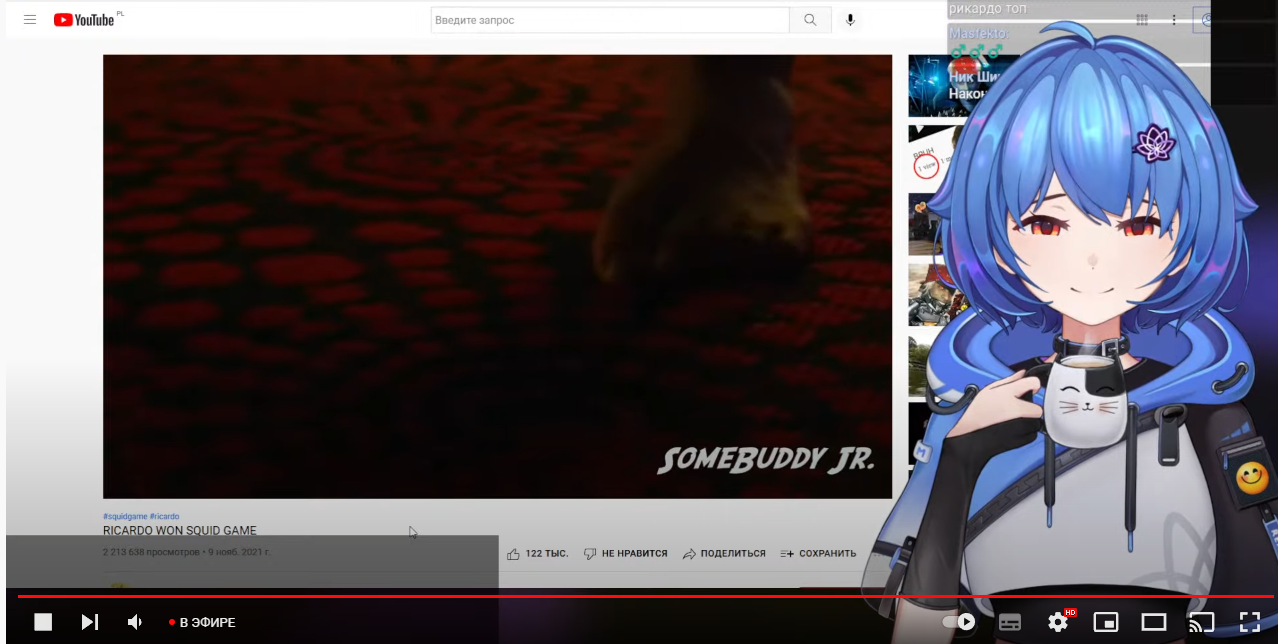 YouTube PL
Введите запрос
рикардо топ
Masfekto:
Ник Ши
Након
SOMEBUDDY JR.
#squidgame #ricardo
RICARDO WON SQUID GAME
2 213 638 просмотров • 9 нояб. 2021 г.
122 ТЫС.
НЕ НРАВИТСЯ
ПОДЕЛИТЬСЯ
СОХРАНИТЬ
M
В ЭФИРЕ
HD